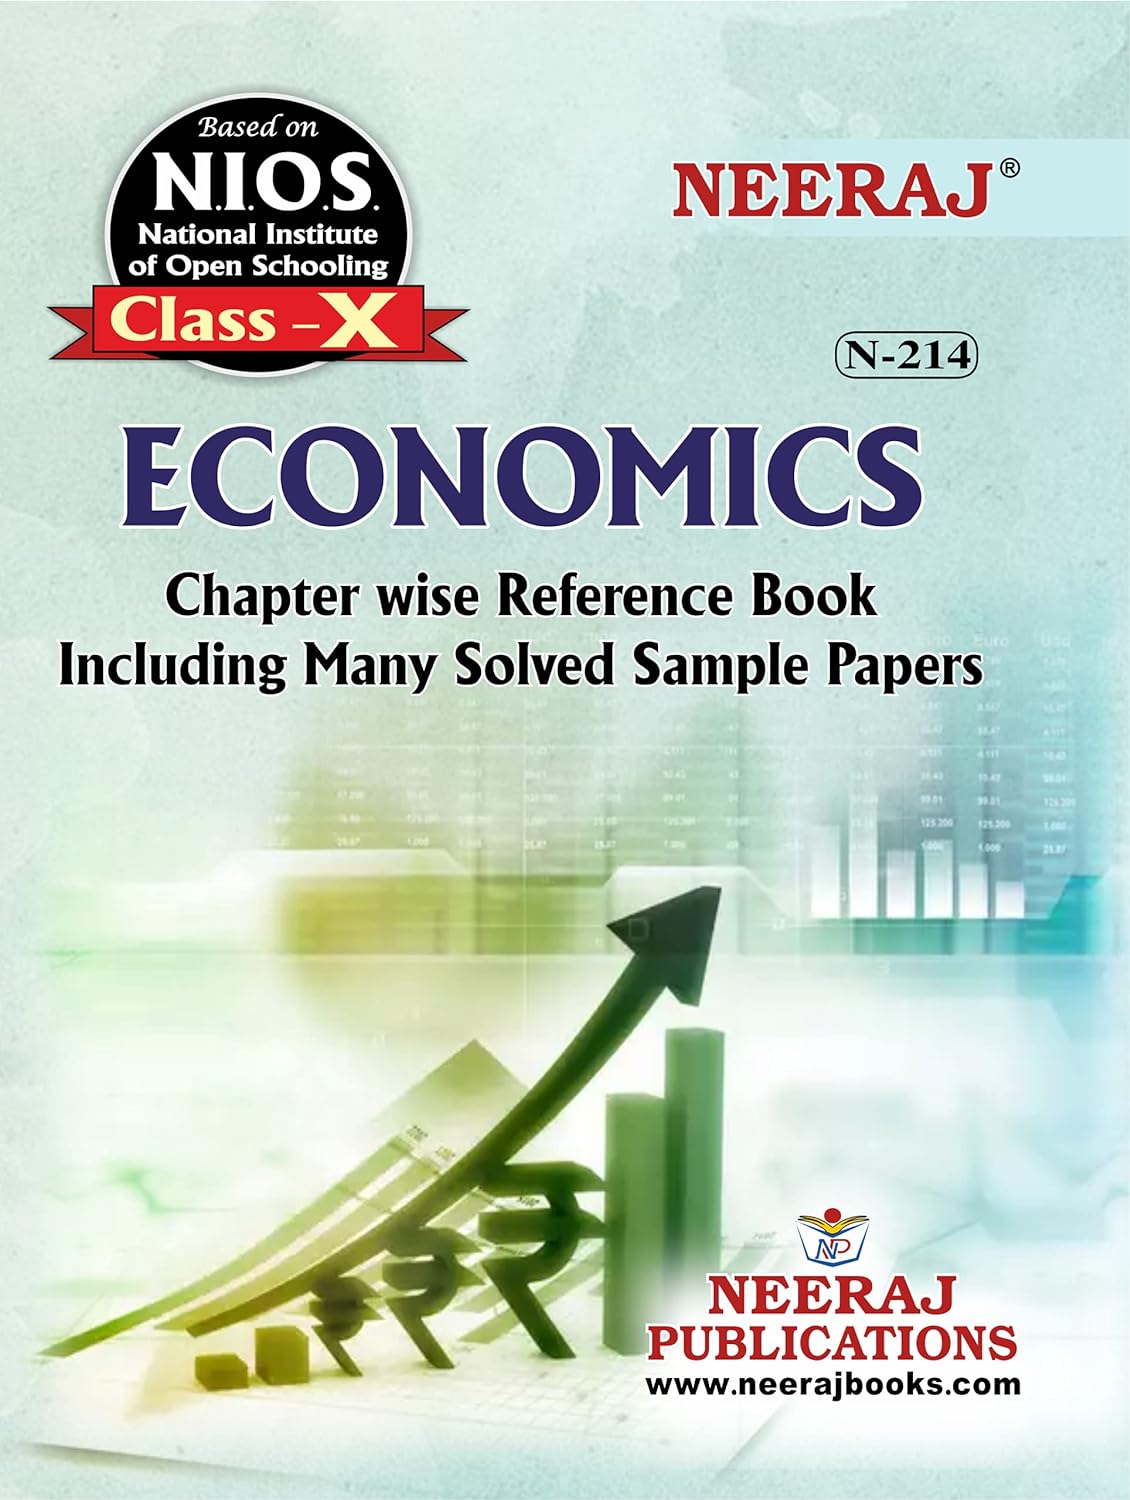 Based on
N.I.O.S.
National Institute
of Open Schooling
Class - X
NEERAJ®
N-214
ECONOMICS
Chapter wise Reference Book
Including Many Solved Sample Papers
NP
NEERAJ
PUBLICATIONS
www.neerajbooks.com